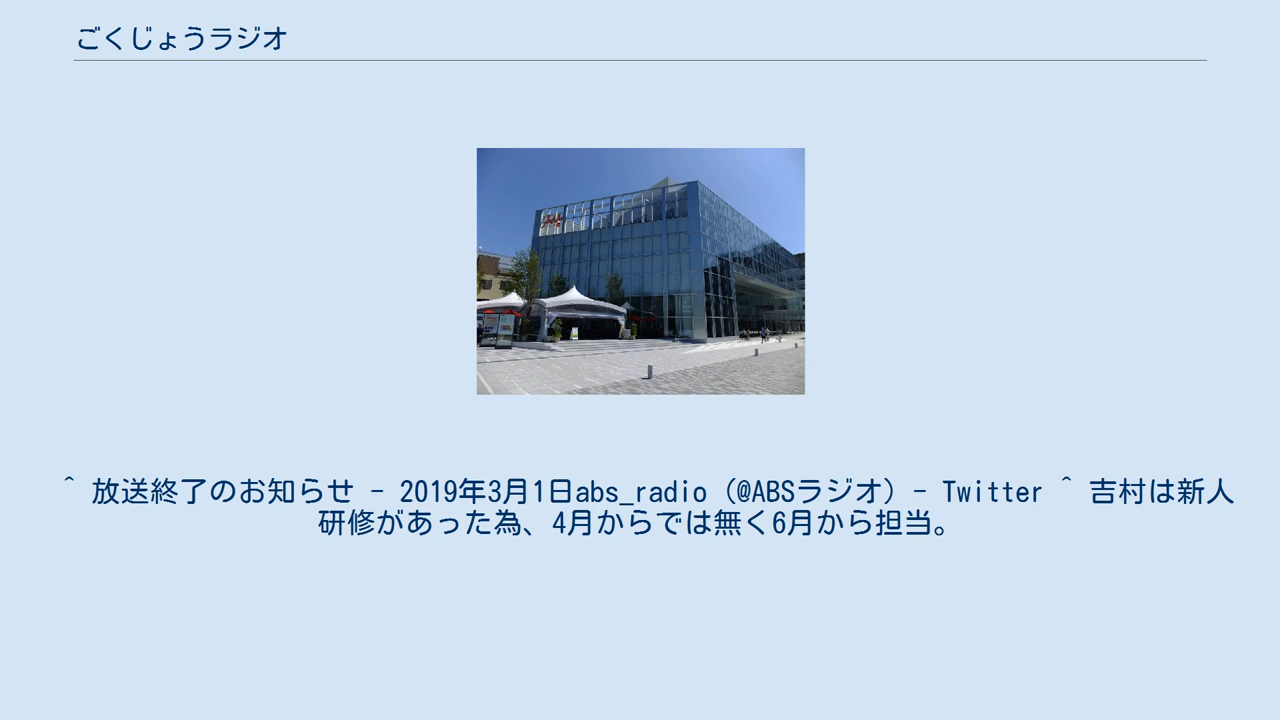 ごくじょうラジオ
^ 放送終了のお知らせ - 2019年3月1日abs_radio（@ABSラジオ）- Twitter ^ 吉村は新人
研修があった為、4月からでは無く6月から担当。